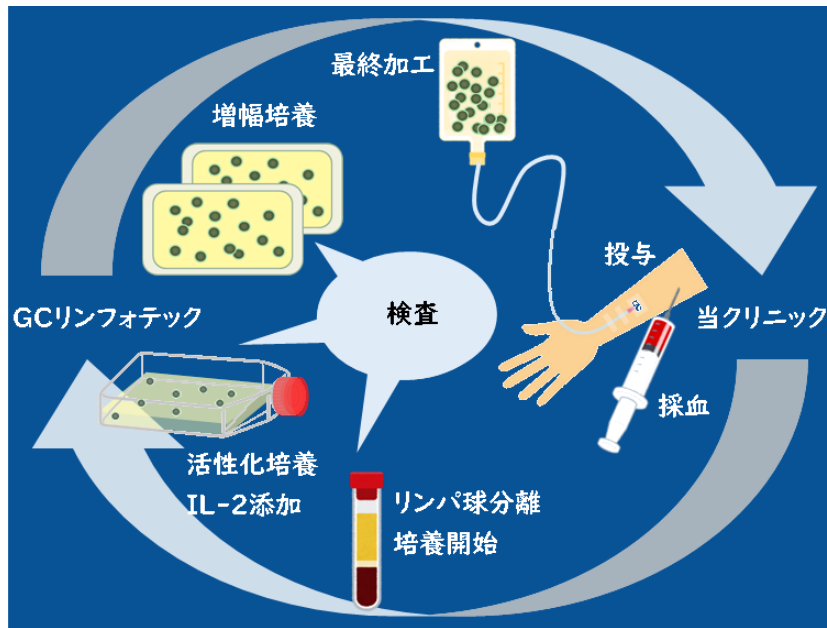 最終加工
増幅培養
投与
検査
GCリンフォテック
当クリニック
採血
活性化培養
IL-2添加
リンパ球分離
培養開始